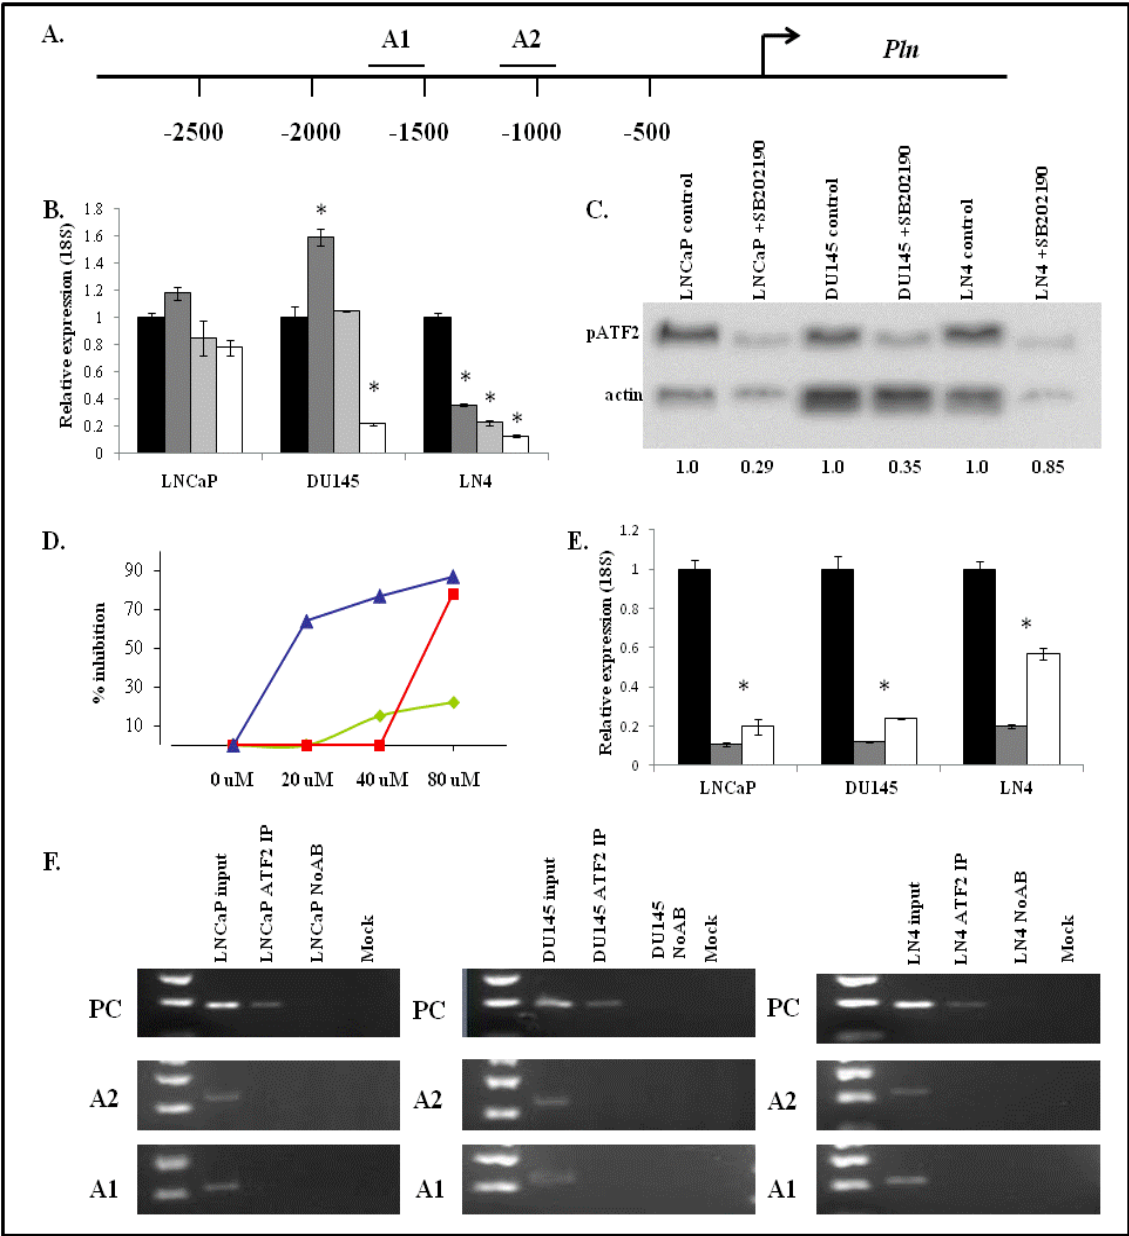 A.
A1
A2
Pln
-2500
-2000
-1500
-1000
-500
B.
Relative expression (18S)
1.8
1.6
1.4
1.2
1
0.8
0.6
0.4
0.2
0
*
*
*
*
*
LNCaP
DU145
LN4
C.
LNCaP control
LNCaP +SB202190
DU145 control
DU145 +SB202190
LN4 control
LN4 +SB202190
pATF2
actin
1.0
0.29
1.0
0.35
1.0
0.85
D.
% inhibition
90
70
50
30
10
0 uM
20 uM
40 uM
80 uM
E.
Relative expression (18S)
1.2
1
0.8
0.6
0.4
0.2
0
*
*
*
LNCaP
DU145
LN4
F.
LNCaP input
LNCaP ATF2 IP
LNCaP NoAB
Mock
PC
A2
A1
DU145 input
DU145 ATF2 IP
DU145
NoAB
Mock
PC
A2
A1
LN4 input
LN4 ATF2 IP
LN4 NoAB
Mock
PC
A2
A1